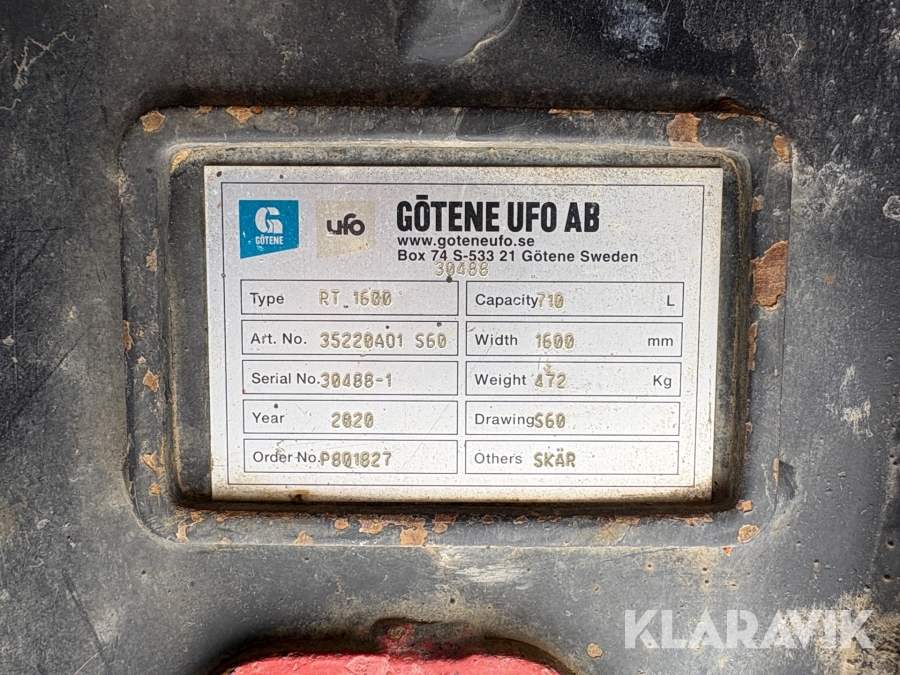 GÖTENE
ufo
GÖTENE UFO AB
www.goteneufo.se
Box 74 S-533 21 Götene Sweden
30488
Type RT 1600
Capacity 710 L
Art. No. 35220A01 S60
Width 1600 mm
Serial No. 30488-1
Weight 472 Kg
Year 2020
Drawing S60
Order No. P801827
Others SKÄR
KLARAVIK